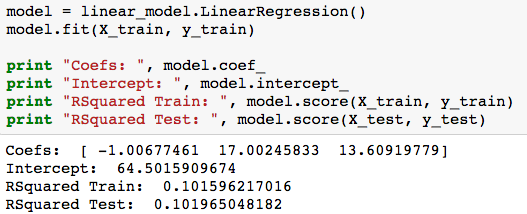 model = linear_model.LinearRegression()
model.fit(X_train, y_train)
print "Coefs: ", model.coef_
print "Intercept: ", model.intercept_
print "RSquared Train: ", model.score(X_train, y_train)
print "RSquared Test: ", model.score(X_test, y_test)
Coefs:  [ -1.00677461  17.00245833  13.60919779]
Intercept:  64.5015909674
RSquared Train:  0.101596217016
RSquared Test:  0.101965048182